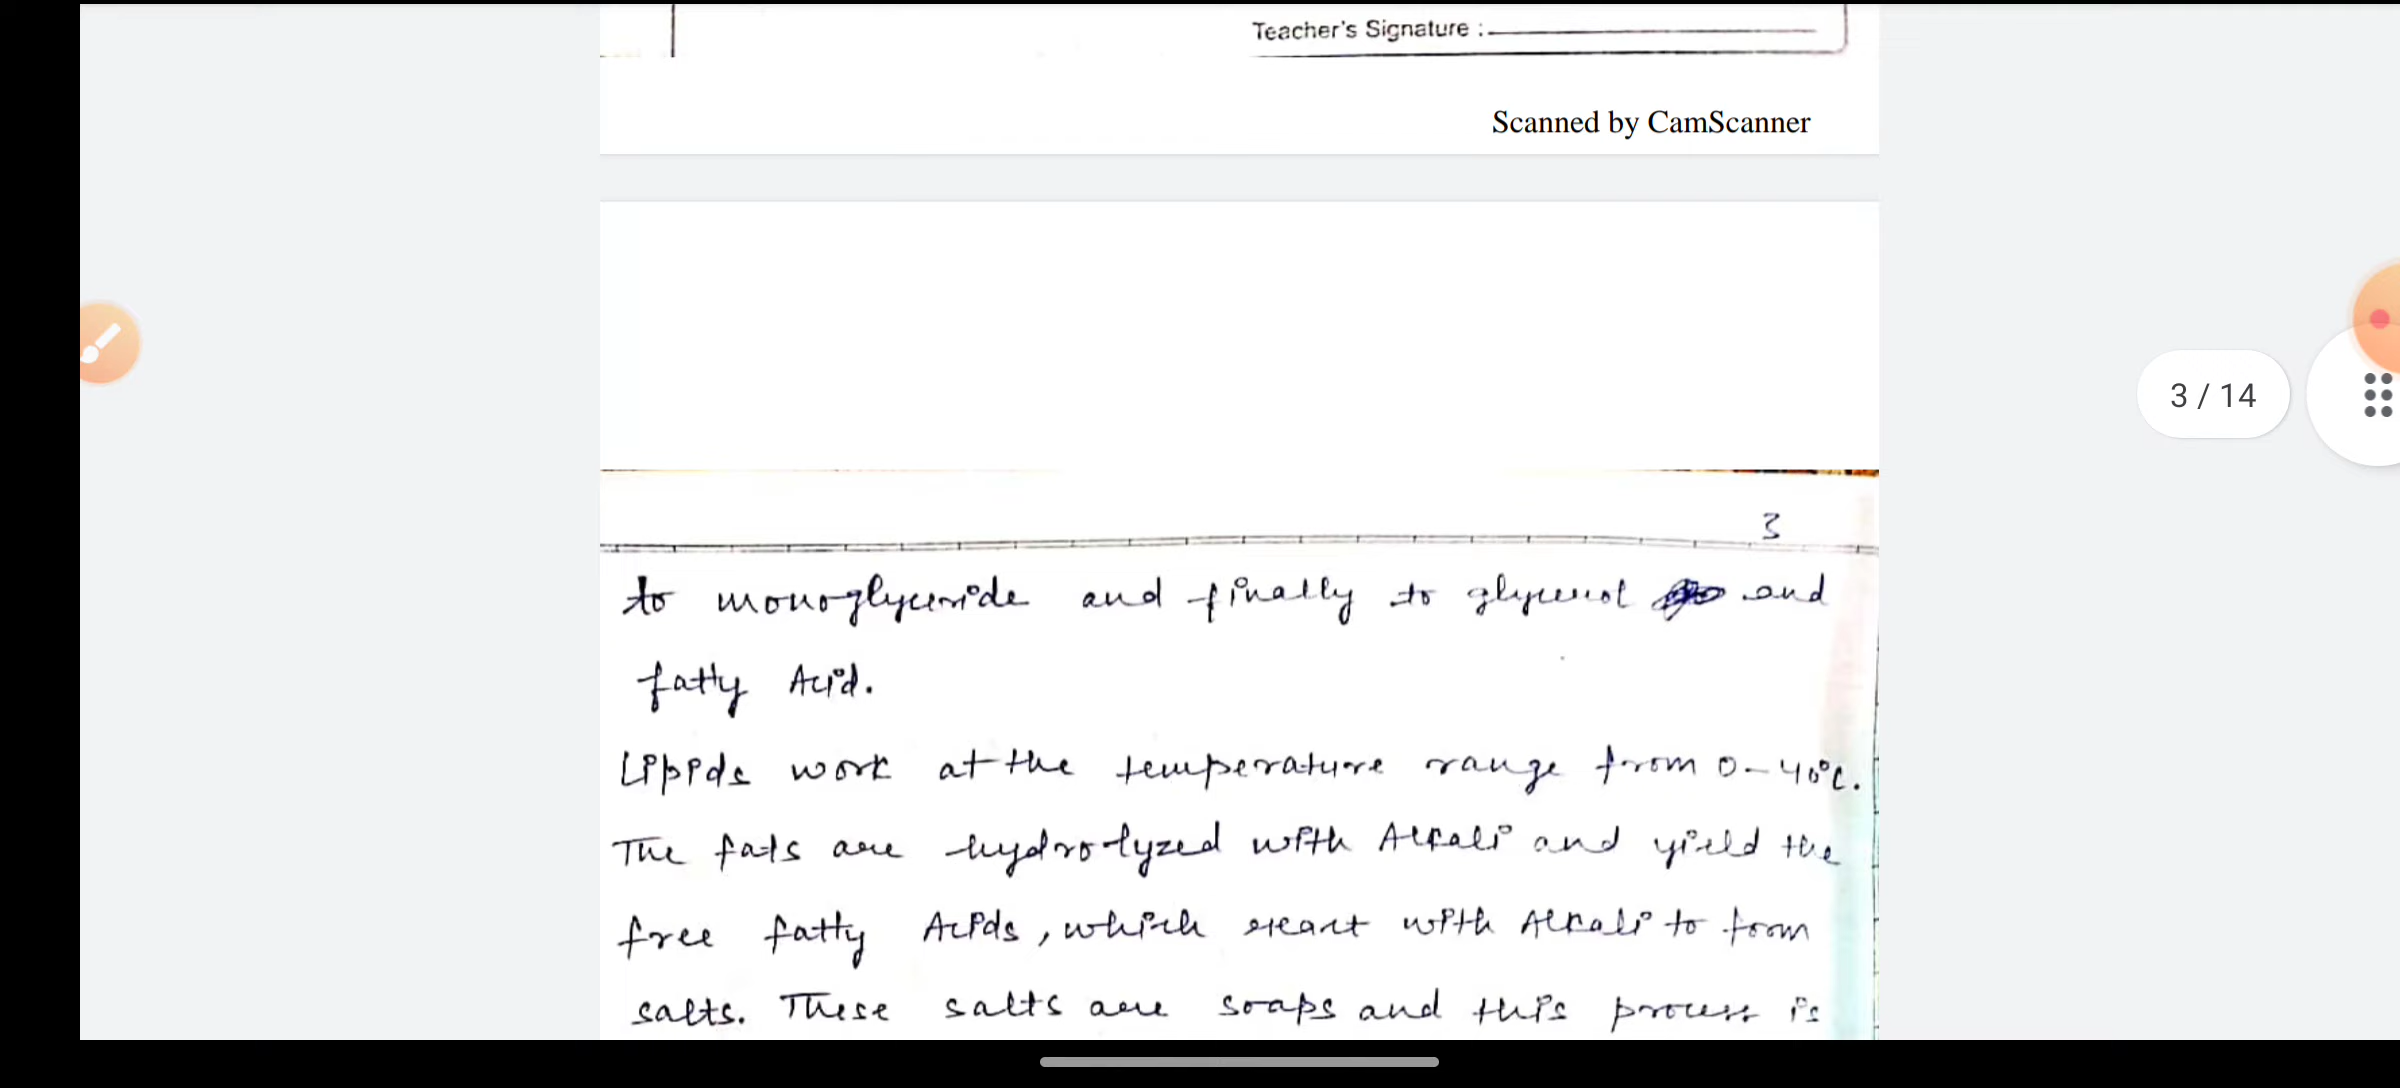 Teacher's Signature :
Scanned by CamScanner
3 / 14
3
to monoglyceride and finally to glycerol and
fatty Acid.
Lipids work at the temperature range from 0-40°C.
The fats are hydrolyzed with Alkali and yield the
free fatty Acids, which react with Alkali to form
salts. These salts are soaps and this process is